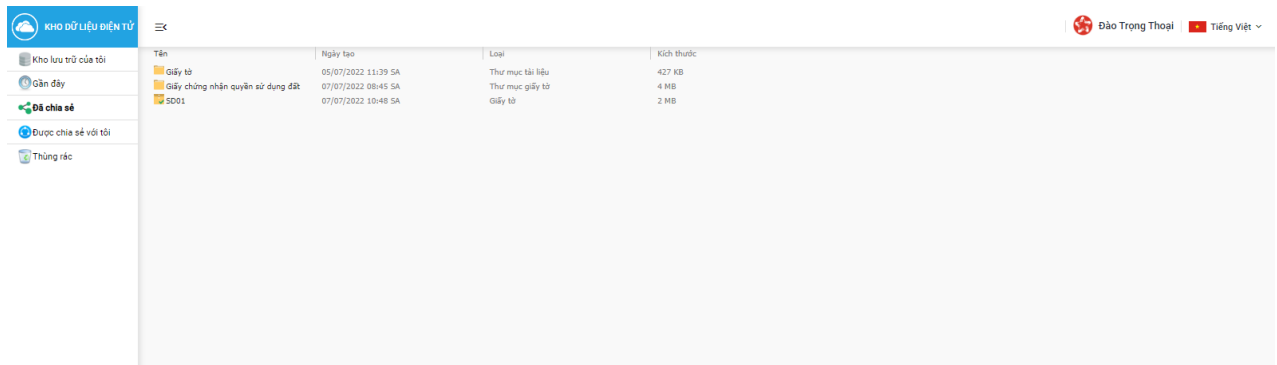 KHO DỮ LIỆU ĐIỆN TỬ
Đào Trọng Thoại
Tiếng Việt
Kho lưu trữ của tôi
Gần đây
Đã chia sẻ
Được chia sẻ với tôi
Thùng rác
Tên Ngày tạo Loại Kích thước
Giấy tờ 05/07/2022 11:39 SA Thư mục tài liệu 427 KB
Giấy chứng nhận quyền sử dụng đất 07/07/2022 08:45 SA Thư mục giấy tờ 4 MB
SD01 07/07/2022 10:48 SA Giấy tờ 2 MB